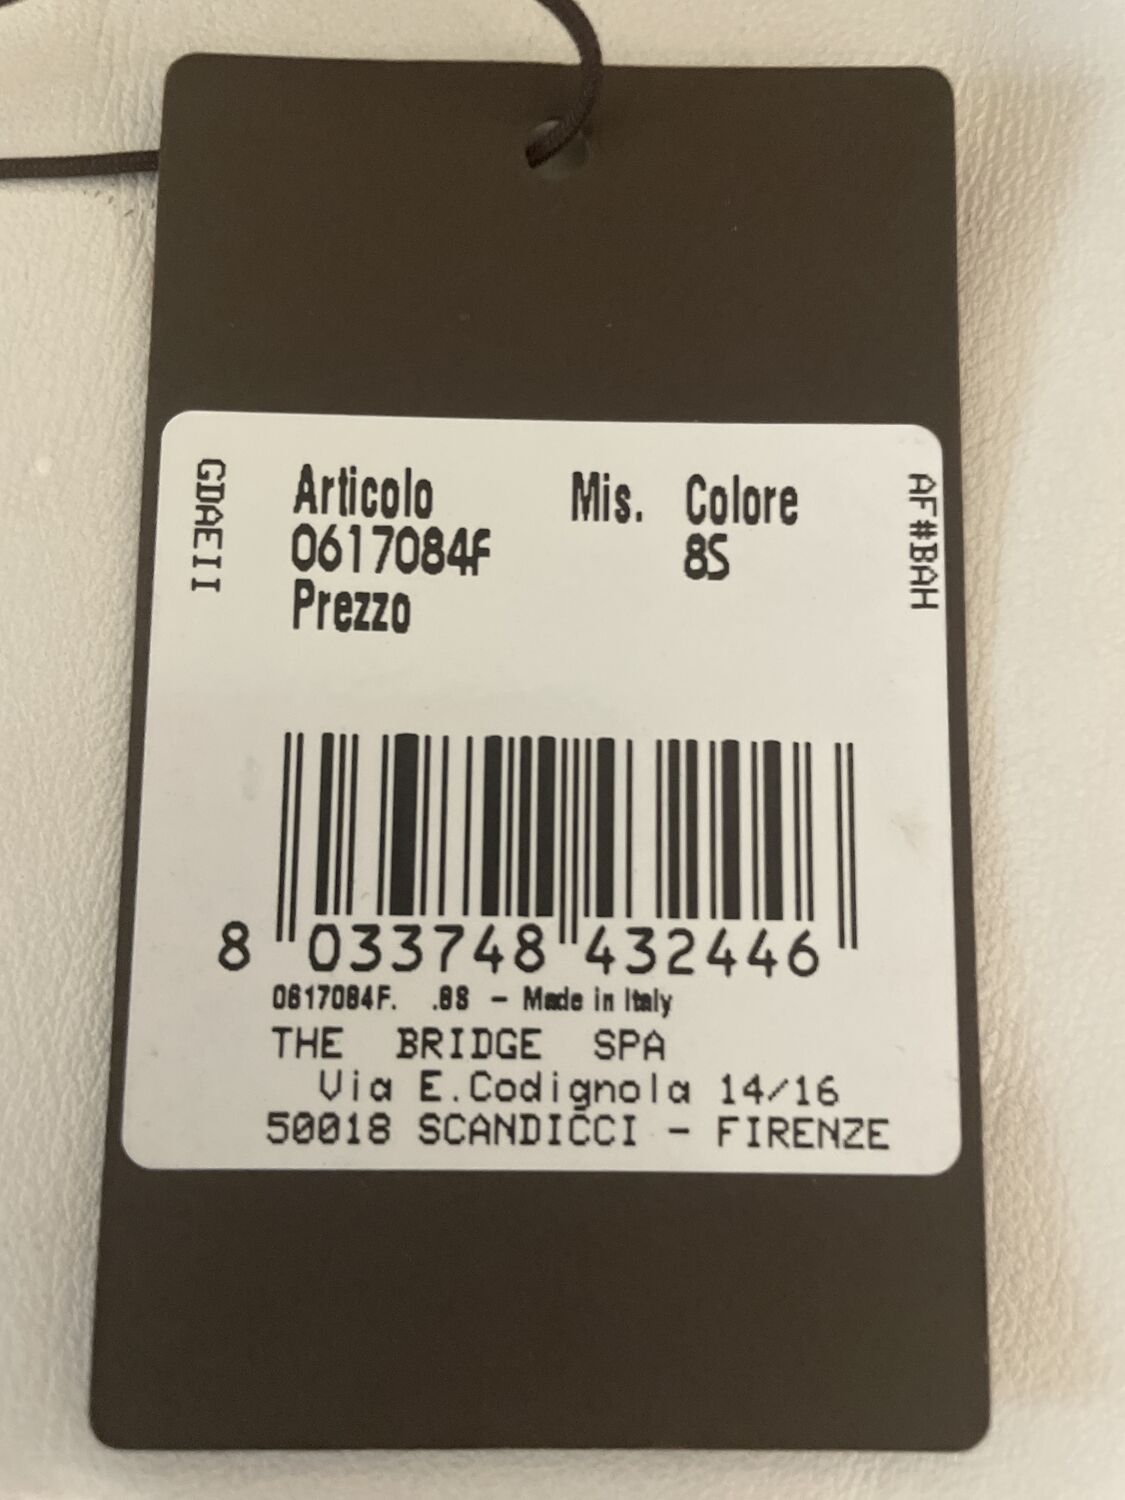 GDAEII
Articolo Mis. Colore
0617084F 8S
Prezzo
AF#BAH
8 033748 432446
0617084F. .8S - Made in Italy
THE BRIDGE SPA
Via E.Codignola 14/16
50018 SCANDICCI - FIRENZE